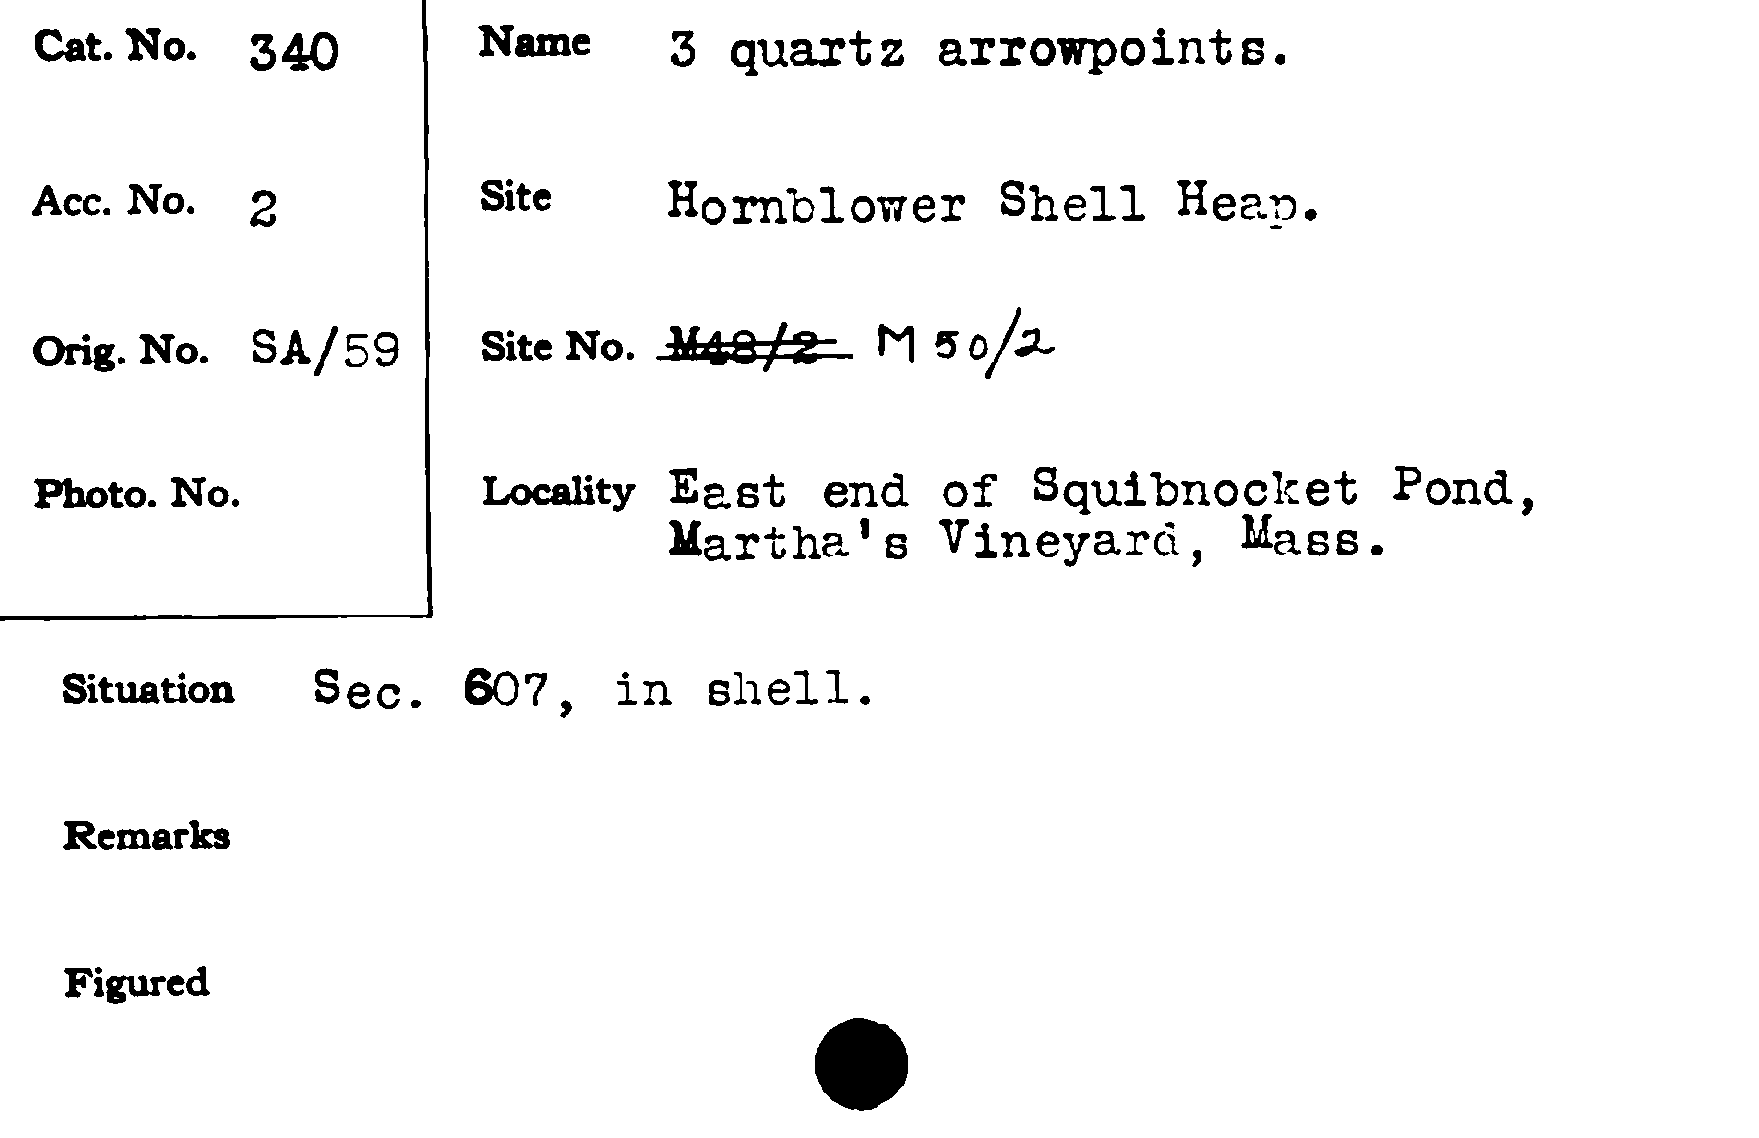 Cat. No. 340
Name 3 quartz arrowpoints.
Acc. No. 2
Site Hornblower Shell Heap.
Orig. No. SA/59
Site No. M48/2 M 50/2
Photo. No.
Locality East end of Squibnocket Pond,
Martha's Vineyard, Mass.
Situation Sec. 607, in shell.
Remarks
Figured